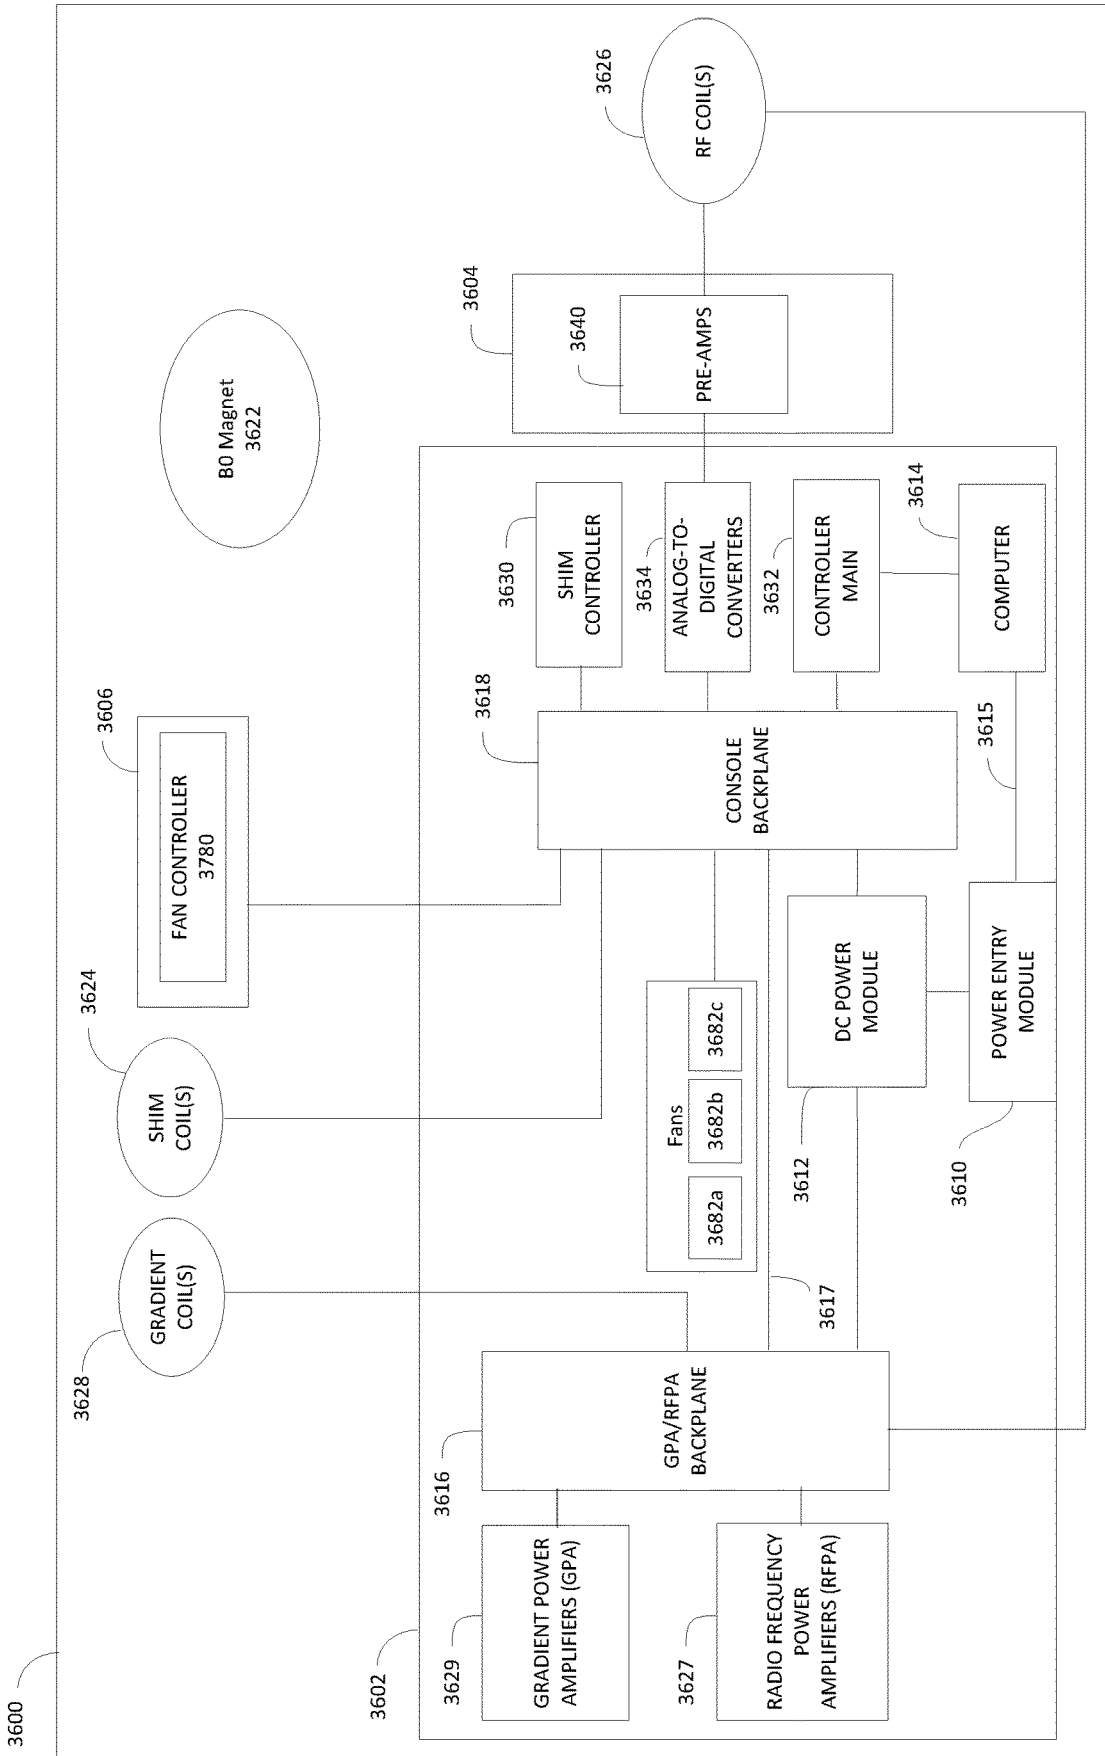 3600
3628
GRADIENT
COIL(S)
3624
SHIM
COIL(S)
3606
FAN CONTROLLER
3780
B0 Magnet
3622
3602
3629
GRADIENT POWER
AMPLIFIERS (GPA)
3627
RADIO FREQUENCY
POWER
AMPLIFIERS (RFPA)
3616
GPA/RFPA
BACKPLANE
3617
Fans
3682a
3682b
3682c
3612
DC POWER
MODULE
3610
POWER ENTRY
MODULE
3618
CONSOLE
BACKPLANE
3615
3630
SHIM
CONTROLLER
3634
ANALOG-TO-
DIGITAL
CONVERTERS
3632
CONTROLLER
MAIN
3614
COMPUTER
3604
3640
PRE-AMPS
3626
RF COIL(S)